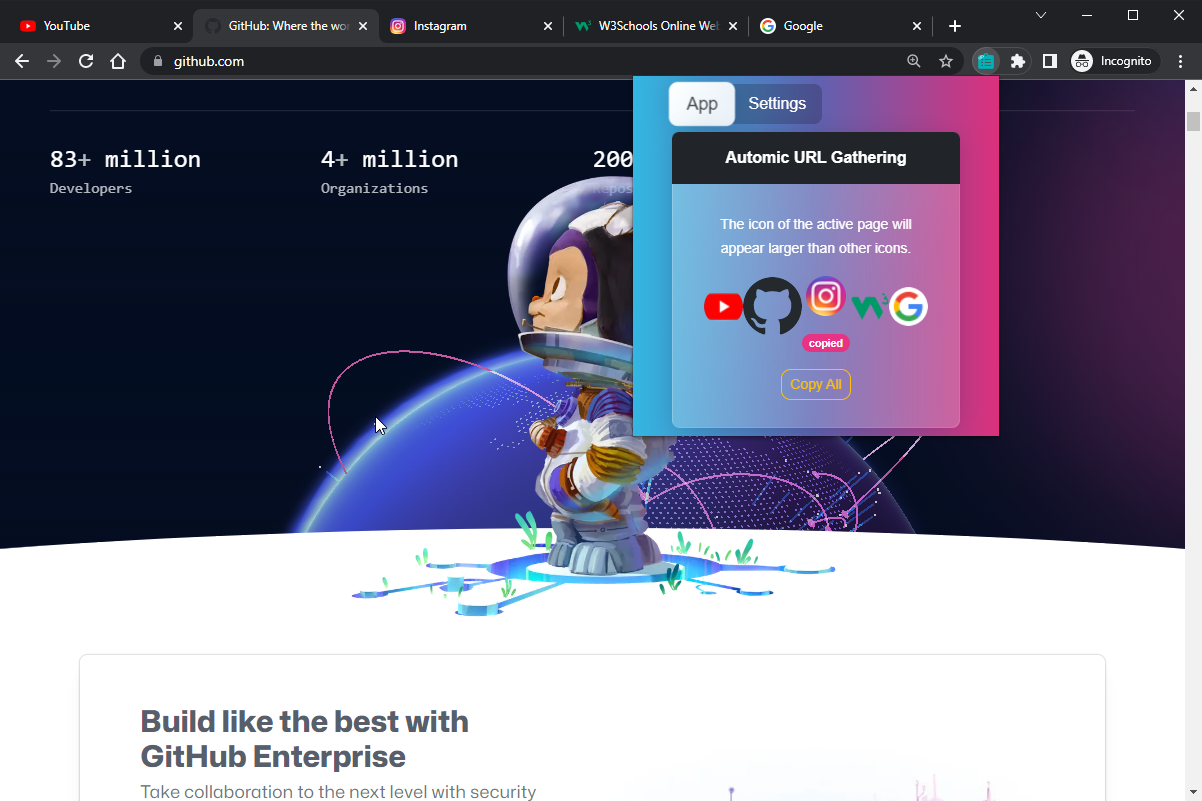 YouTube
GitHub: Where the wo
Instagram
W3Schools Online Web
Google
github.com
Incognito
App
Settings
83+ million
Developers
4+ million
Organizations
200
Repos
Automic URL Gathering
The icon of the active page will
appear larger than other icons.
copied
Copy All
Build like the best with
GitHub Enterprise
Take collaboration to the next level with security